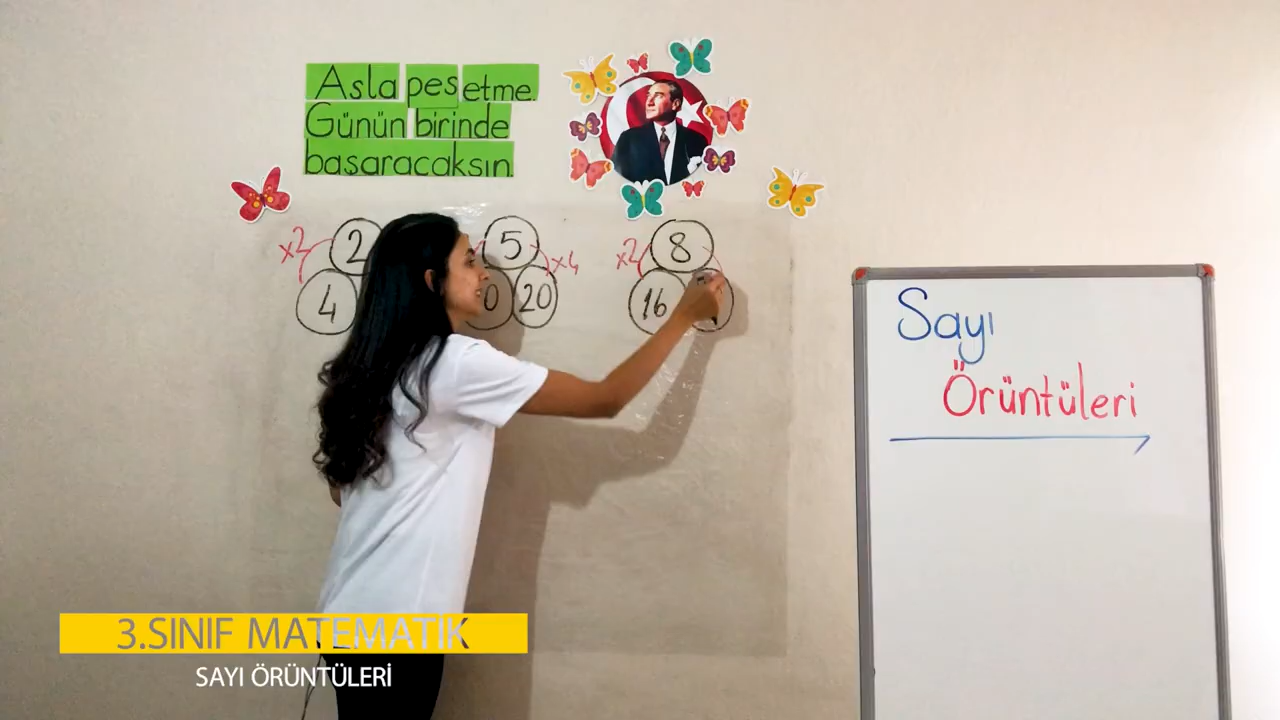 Asla pes etme.
Günün birinde
başaracaksın.
x2 2
4
5 x4
0 20
x2 8
16
Sayı
Örüntüleri
3.SINIF MATEMATİK
SAYI ÖRÜNTÜLERİ